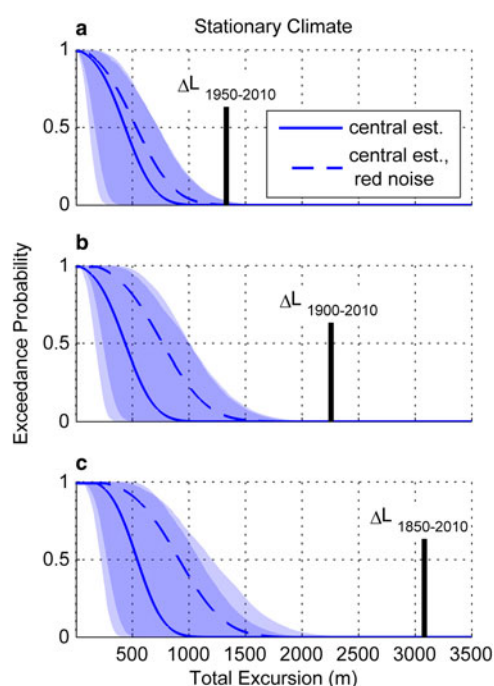 Stationary Climate
a
1
0.5
0
ΔL 1950-2010
central est.
central est.,
red noise
b
Exceedance Probability
1
0.5
0
ΔL 1900-2010
c
1
0.5
0
ΔL 1850-2010
500 1000 1500 2000 2500 3000 3500
Total Excursion (m)